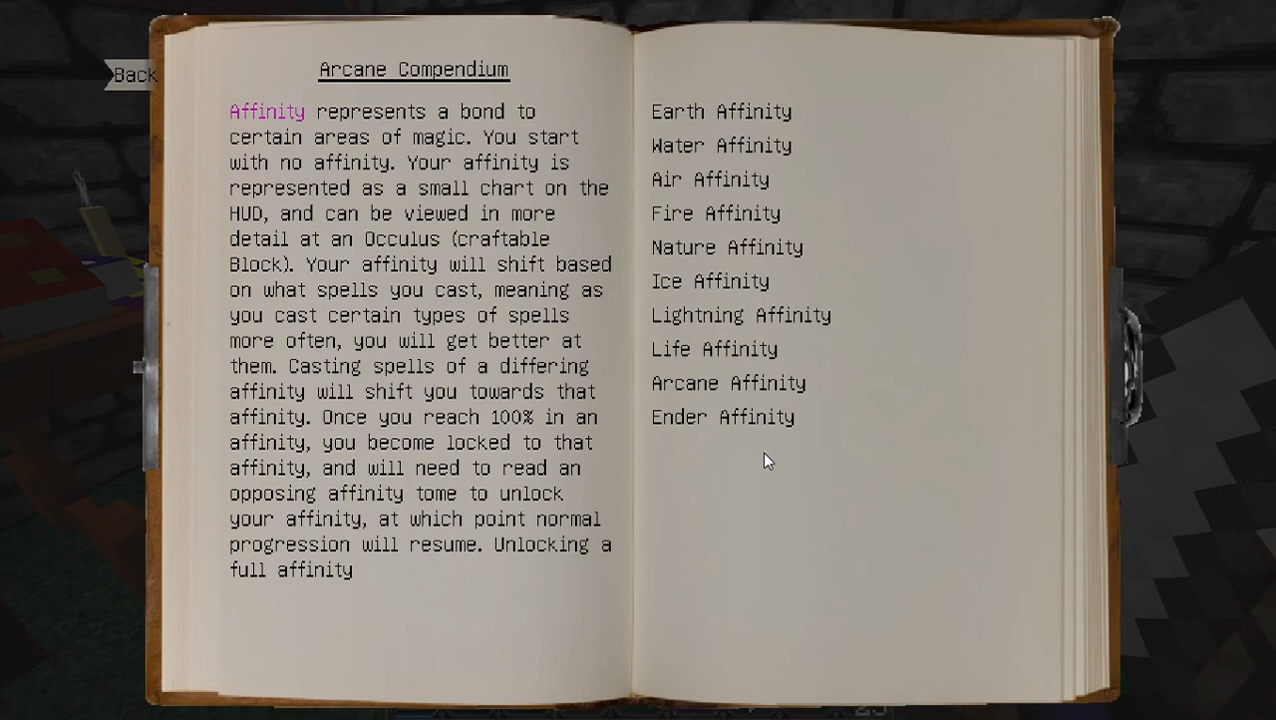 Back
Arcane Compendium
Affinity represents a bond to
certain areas of magic. You start
with no affinity. Your affinity is
represented as a small chart on the
HUD, and can be viewed in more
detail at an Occulus (craftable
Block). Your affinity will shift based
on what spells you cast, meaning as
you cast certain types of spells
more often, you will get better at
them. Casting spells of a differing
affinity will shift you towards that
affinity. Once you reach 100% in an
affinity, you become locked to that
affinity, and will need to read an
opposing affinity tome to unlock
your affinity, at which point normal
progression will resume. Unlocking a
full affinity
Earth Affinity
Water Affinity
Air Affinity
Fire Affinity
Nature Affinity
Ice Affinity
Lightning Affinity
Life Affinity
Arcane Affinity
Ender Affinity